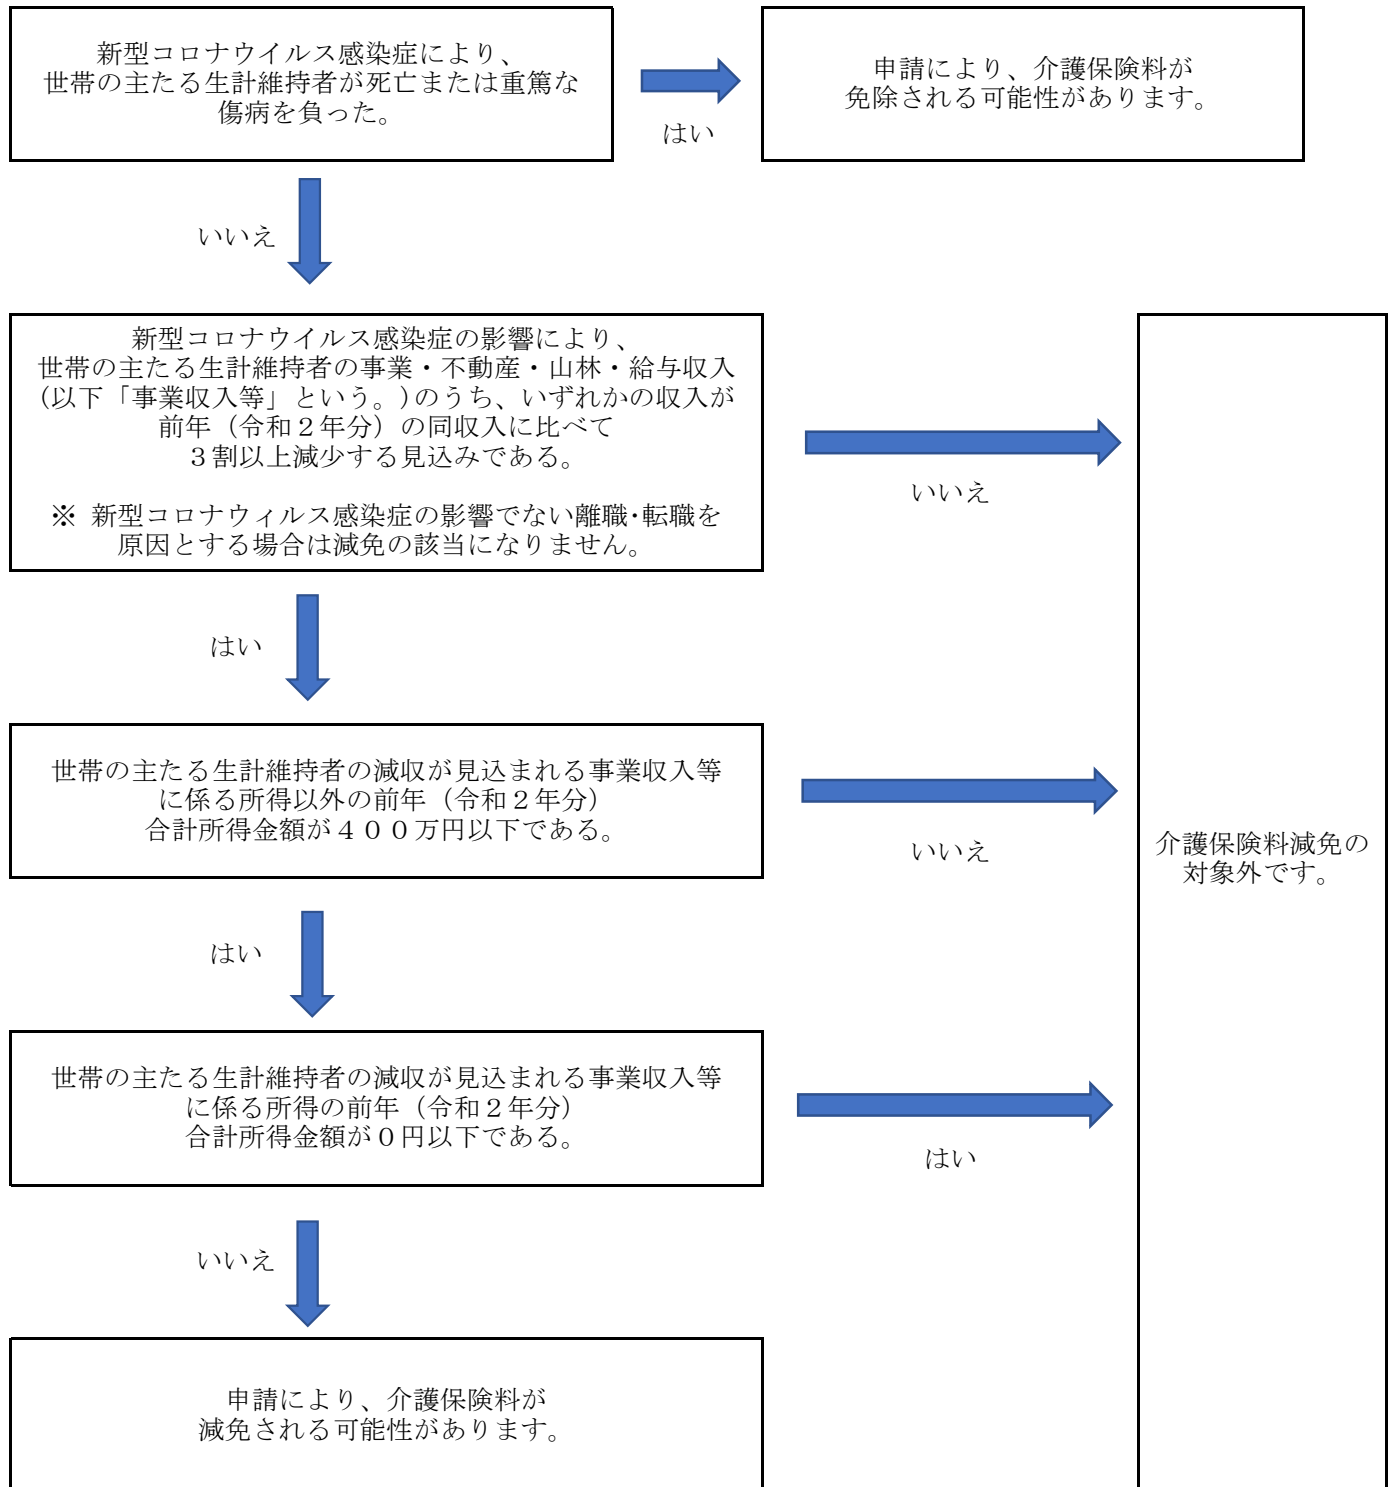 新型コロナウイルス感染症により、
世帯の主たる生計維持者が死亡または重篤な
傷病を負った。
はい
申請により、介護保険料が
免除される可能性があります。
いいえ
新型コロナウイルス感染症の影響により、
世帯の主たる生計維持者の事業・不動産・山林・給与収入
(以下「事業収入等」という。)のうち、いずれかの収入が
前年（令和２年分）の同収入に比べて
３割以上減少する見込みである。
※ 新型コロナウィルス感染症の影響でない離職･転職を
原因とする場合は減免の該当になりません。
いいえ
はい
世帯の主たる生計維持者の減収が見込まれる事業収入等
に係る所得以外の前年（令和２年分）
合計所得金額が４００万円以下である。
いいえ
介護保険料減免の
対象外です。
はい
世帯の主たる生計維持者の減収が見込まれる事業収入等
に係る所得の前年（令和２年分）
合計所得金額が０円以下である。
はい
いいえ
申請により、介護保険料が
減免される可能性があります。